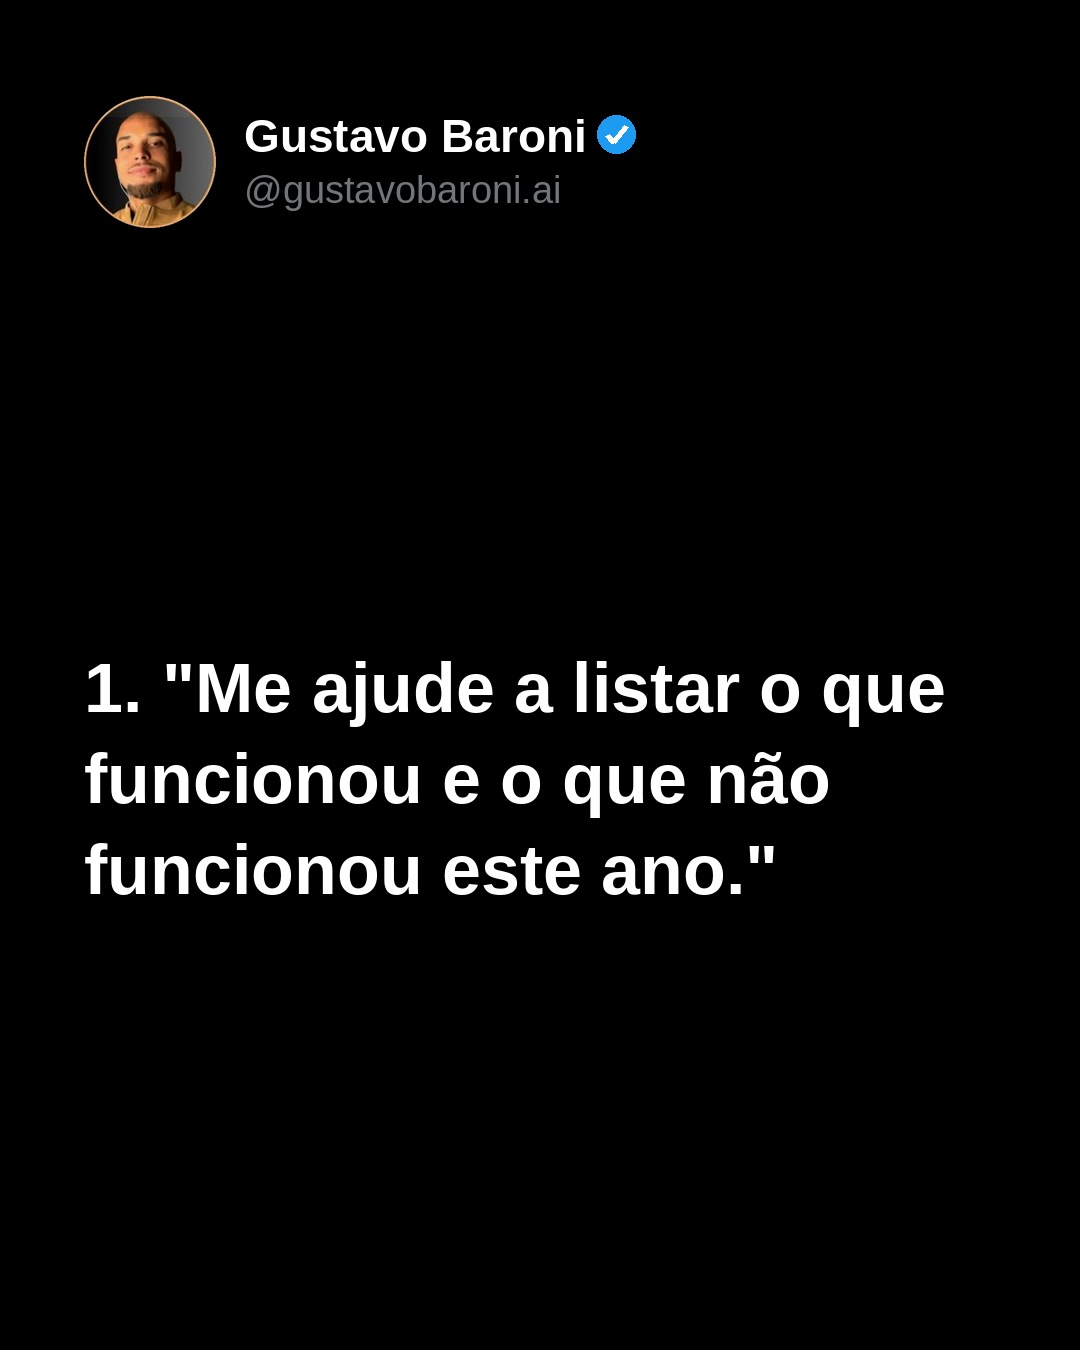 Gustavo Baroni
@gustavobaroni.ai
1. "Me ajude a listar o que
funcionou e o que não
funcionou este ano."